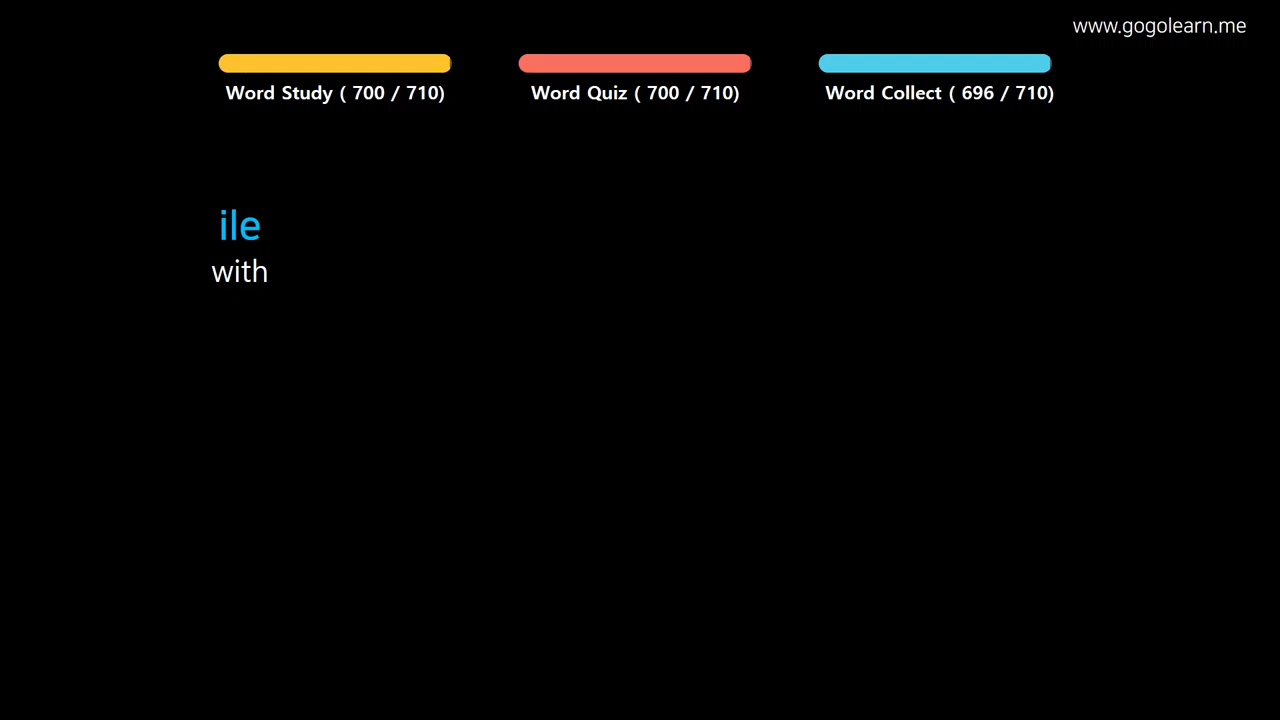 www.gogolearn.me
Word Study ( 700 / 710)
Word Quiz ( 700 / 710)
Word Collect ( 696 / 710)
ile
with